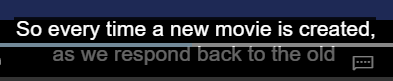 So every time a new movie is created,
as we respond back to the old